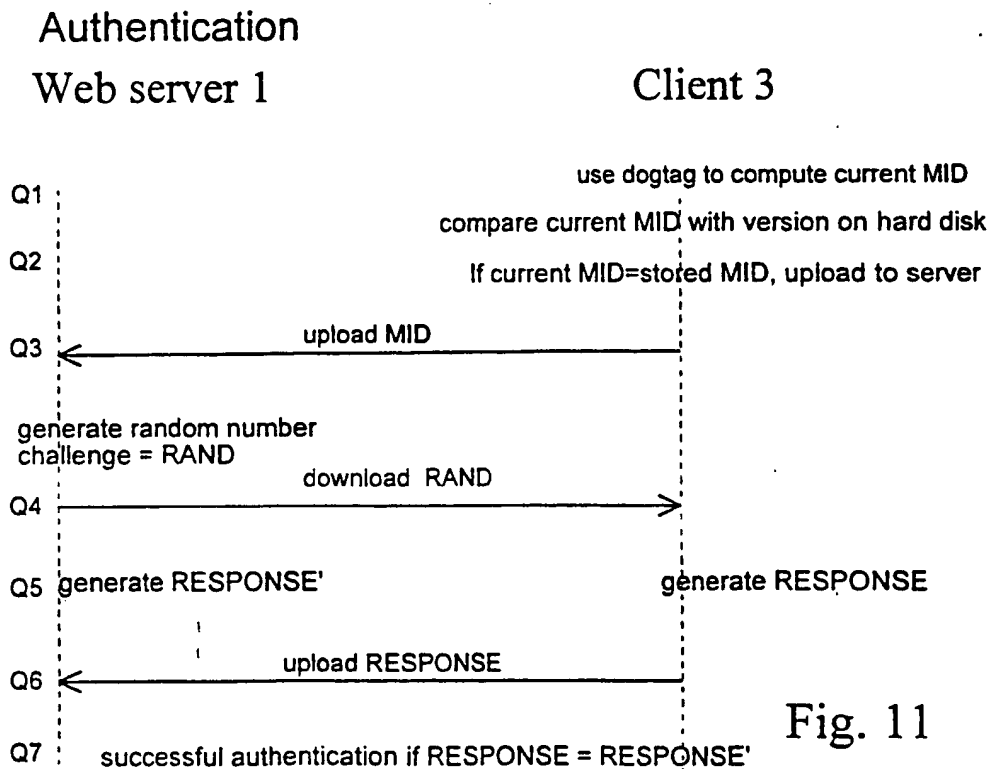 Authentication
Web server 1
Client 3
Q1
use dogtag to compute current MID
compare current MID with version on hard disk
Q2
If current MID=stored MID, upload to server
Q3
upload MID
generate random number
challenge = RAND
download RAND
Q4
Q5
generate RESPONSE'
generate RESPONSE
upload RESPONSE
Q6
Fig. 11
Q7
successful authentication if RESPONSE = RESPONSE'